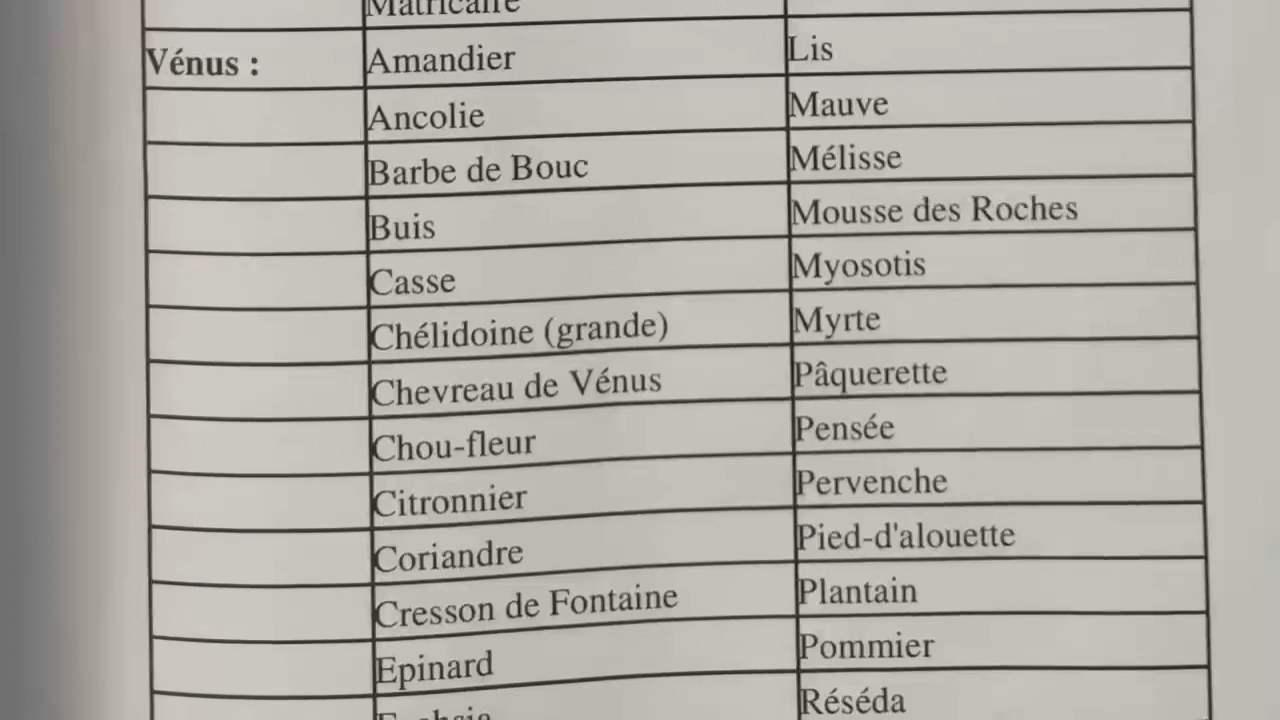 Matricaire
Vénus : Amandier Lis
Ancolie Mauve
Barbe de Bouc Mélisse
Buis Mousse des Roches
Casse Myosotis
Chélidoine (grande) Myrte
Chevreau de Vénus Pâquerette
Chou-fleur Pensée
Citronnier Pervenche
Coriandre Pied-d'alouette
Cresson de Fontaine Plantain
Epinard Pommier
Réséda